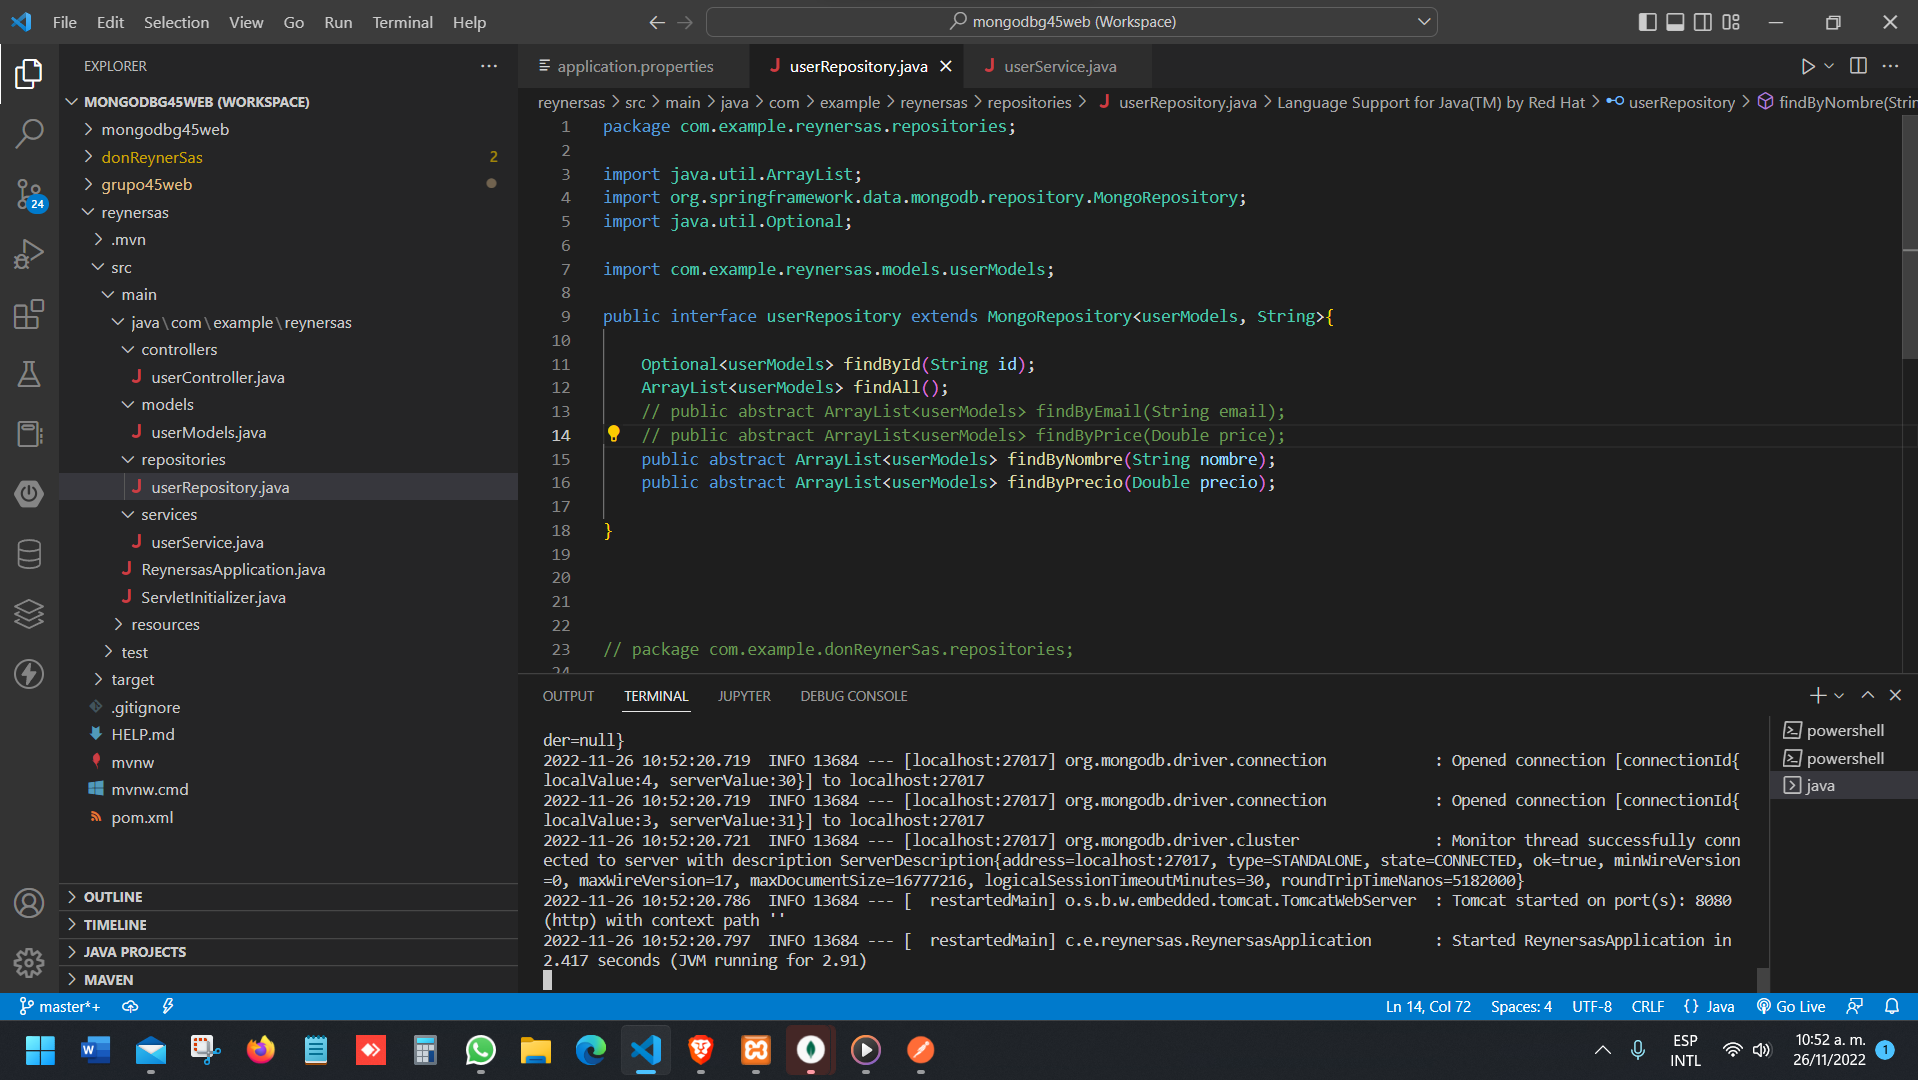 File Edit Selection View Go Run Terminal Help
mongodbg45web (Workspace)
EXPLORER
MONGODBG45WEB (WORKSPACE)
mongodbg45web
donReynerSas 2
grupo45web
reynersas
.mvn
src
main
java\com\example\reynersas
controllers
userController.java
models
userModels.java
repositories
userRepository.java
services
userService.java
ReynersasApplication.java
ServletInitializer.java
resources
test
target
.gitignore
HELP.md
mvnw
mvnw.cmd
pom.xml
OUTLINE
TIMELINE
JAVA PROJECTS
MAVEN
24
application.properties
userRepository.java
userService.java
reynersas > src > main > java > com > example > reynersas > repositories > userRepository.java > Language Support for Java(TM) by Red Hat > userRepository > findByNombre(Strin
1 package com.example.reynersas.repositories;
2
3 import java.util.ArrayList;
4 import org.springframework.data.mongodb.repository.MongoRepository;
5 import java.util.Optional;
6
7 import com.example.reynersas.models.userModels;
8
9 public interface userRepository extends MongoRepository<userModels, String>{
10
11 Optional<userModels> findById(String id);
12 ArrayList<userModels> findAll();
13 // public abstract ArrayList<userModels> findByEmail(String email);
14 // public abstract ArrayList<userModels> findByPrice(Double price);
15 public abstract ArrayList<userModels> findByNombre(String nombre);
16 public abstract ArrayList<userModels> findByPrecio(Double precio);
17
18 }
19
20
21
22
23 // package com.example.donReynerSas.repositories;
24
OUTPUT TERMINAL JUPYTER DEBUG CONSOLE
der=null}
2022-11-26 10:52:20.719 INFO 13684 --- [localhost:27017] org.mongodb.driver.connection : Opened connection [connectionId{
localValue:4, serverValue:30}] to localhost:27017
2022-11-26 10:52:20.719 INFO 13684 --- [localhost:27017] org.mongodb.driver.connection : Opened connection [connectionId{
localValue:3, serverValue:31}] to localhost:27017
2022-11-26 10:52:20.721 INFO 13684 --- [localhost:27017] org.mongodb.driver.cluster : Monitor thread successfully conn
ected to server with description ServerDescription{address=localhost:27017, type=STANDALONE, state=CONNECTED, ok=true, minWireVersion
=0, maxWireVersion=17, maxDocumentSize=16777216, logicalSessionTimeoutMinutes=30, roundTripTimeNanos=5182000}
2022-11-26 10:52:20.786 INFO 13684 --- [ restartedMain] o.s.b.w.embedded.tomcat.TomcatWebServer : Tomcat started on port(s): 8080
(http) with context path ''
2022-11-26 10:52:20.797 INFO 13684 --- [ restartedMain] c.e.reynersas.ReynersasApplication : Started ReynersasApplication in
2.417 seconds (JVM running for 2.91)
powershell
powershell
java
master*+
Ln 14, Col 72 Spaces: 4 UTF-8 CRLF {} Java Go Live
ESP
INTL
10:52 a. m.
26/11/2022
1